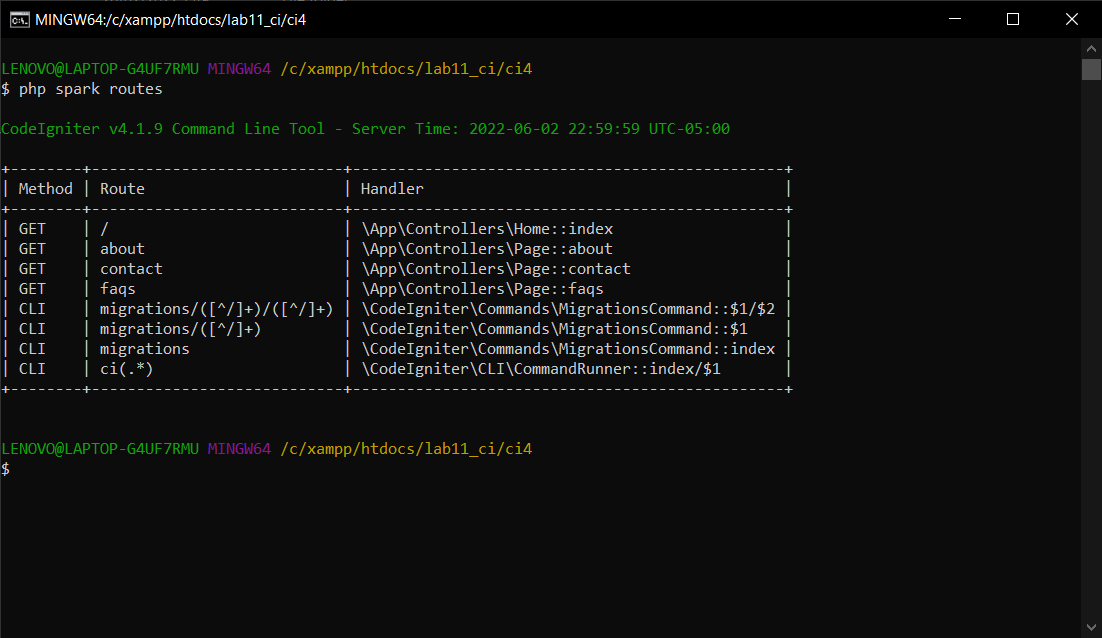 MINGW64:/c/xampp/htdocs/lab11_ci/ci4
LENOVO@LAPTOP-G4UF7RMU MINGW64 /c/xampp/htdocs/lab11_ci/ci4
$ php spark routes
CodeIgniter v4.1.9 Command Line Tool - Server Time: 2022-06-02 22:59:59 UTC-05:00
+--------+----------------------------+------------------------------------------------+
| Method | Route                      | Handler                                        |
+--------+----------------------------+------------------------------------------------+
| GET    | /                          | \App\Controllers\Home::index                   |
| GET    | about                      | \App\Controllers\Page::about                   |
| GET    | contact                    | \App\Controllers\Page::contact                 |
| GET    | faqs                       | \App\Controllers\Page::faqs                    |
| CLI    | migrations/([^/]+)/([^/]+) | \CodeIgniter\Commands\MigrationsCommand::$1/$2 |
| CLI    | migrations/([^/]+)         | \CodeIgniter\Commands\MigrationsCommand::$1    |
| CLI    | migrations                 | \CodeIgniter\Commands\MigrationsCommand::index |
| CLI    | ci(.*)                     | \CodeIgniter\CLI\CommandRunner::index/$1       |
+--------+----------------------------+------------------------------------------------+
LENOVO@LAPTOP-G4UF7RMU MINGW64 /c/xampp/htdocs/lab11_ci/ci4
$